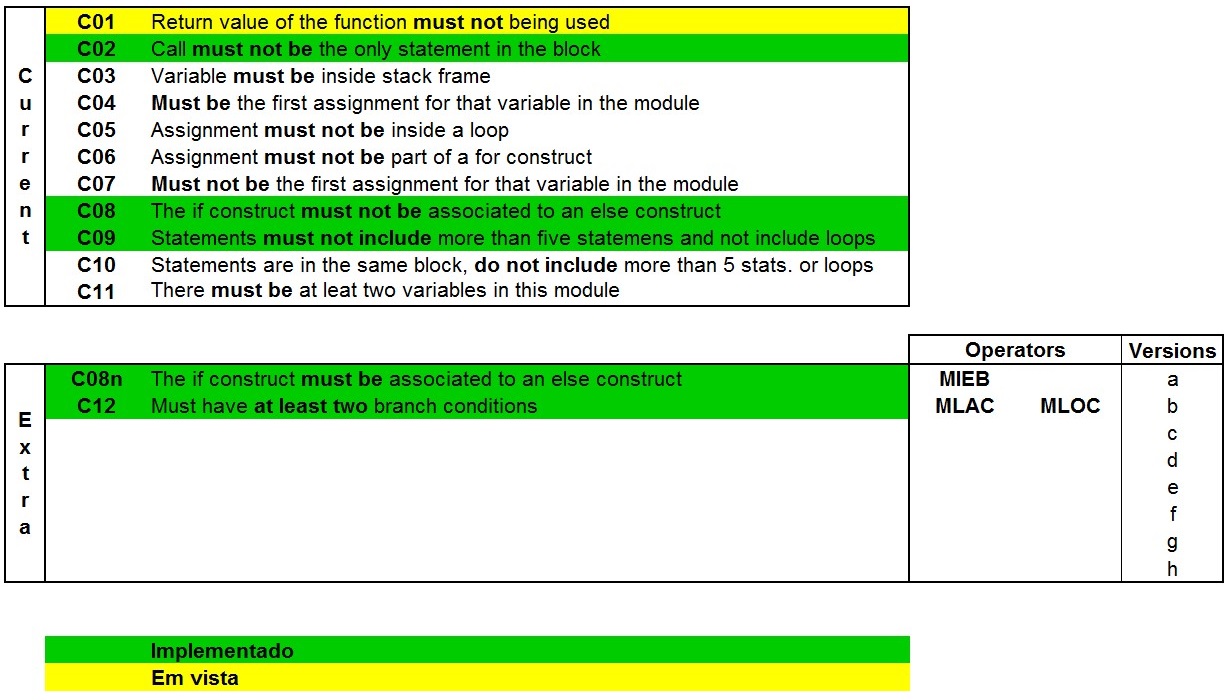 Current
C01 Return value of the function must not being used
C02 Call must not be the only statement in the block
C03 Variable must be inside stack frame
C04 Must be the first assignment for that variable in the module
C05 Assignment must not be inside a loop
C06 Assignment must not be part of a for construct
C07 Must not be the first assignment for that variable in the module
C08 The if construct must not be associated to an else construct
C09 Statements must not include more than five statemens and not include loops
C10 Statements are in the same block, do not include more than 5 stats. or loops
C11 There must be at leat two variables in this module
Operators Versions
Extra
C08n The if construct must be associated to an else construct MIEB a
C12 Must have at least two branch conditions MLAC MLOC b
c
d
e
f
g
h
Implementado
Em vista